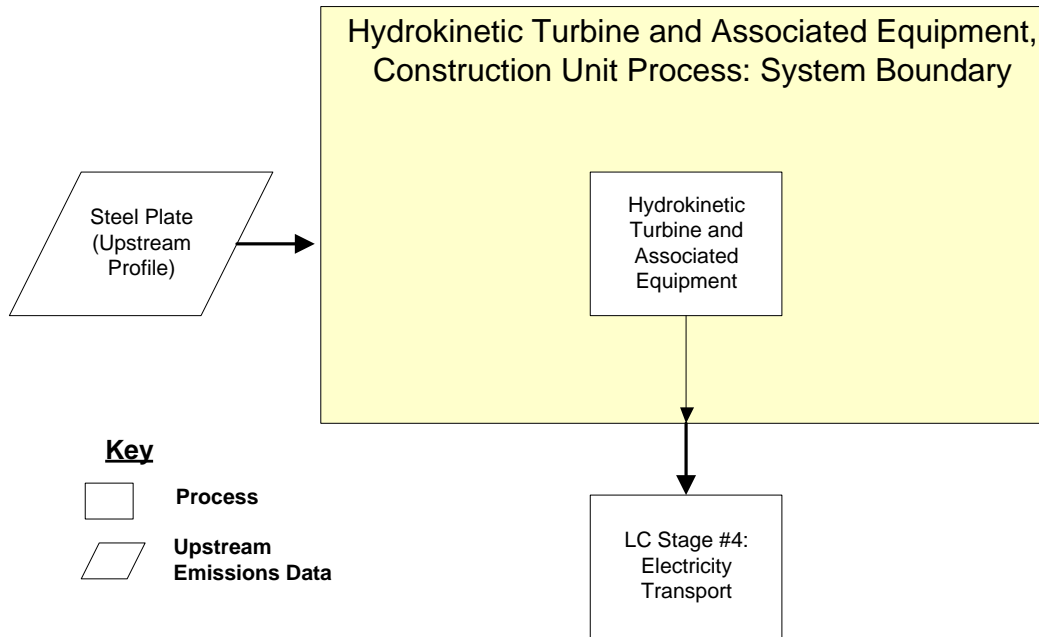 Hydrokinetic Turbine and Associated Equipment,
Construction Unit Process: System Boundary
Steel Plate
(Upstream
Profile)
Hydrokinetic
Turbine and
Associated
Equipment
Key
Process
Upstream
Emissions Data
LC Stage #4:
Electricity
Transport